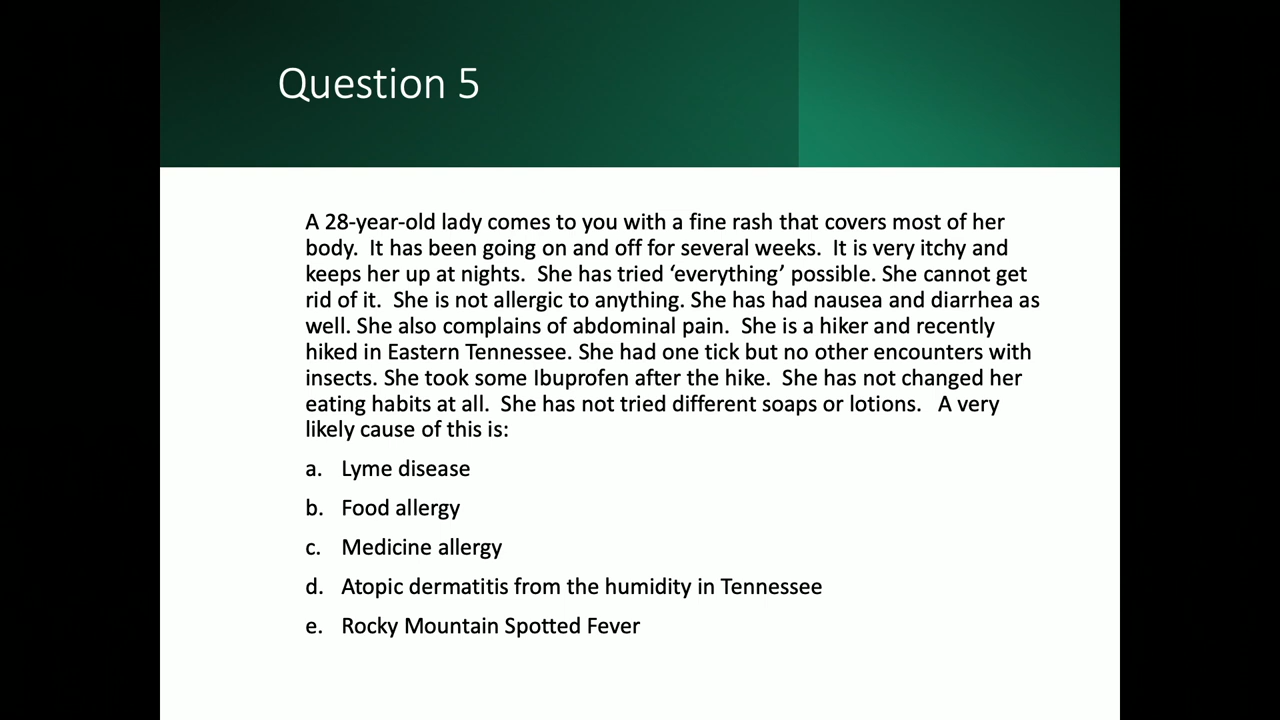 Question 5
A 28-year-old lady comes to you with a fine rash that covers most of her
body.  It has been going on and off for several weeks.  It is very itchy and
keeps her up at nights.  She has tried ‘everything’ possible. She cannot get
rid of it.  She is not allergic to anything. She has had nausea and diarrhea as
well. She also complains of abdominal pain.  She is a hiker and recently
hiked in Eastern Tennessee. She had one tick but no other encounters with
insects. She took some Ibuprofen after the hike.  She has not changed her
eating habits at all.  She has not tried different soaps or lotions.   A very
likely cause of this is:
a. Lyme disease
b. Food allergy
c. Medicine allergy
d. Atopic dermatitis from the humidity in Tennessee
e. Rocky Mountain Spotted Fever